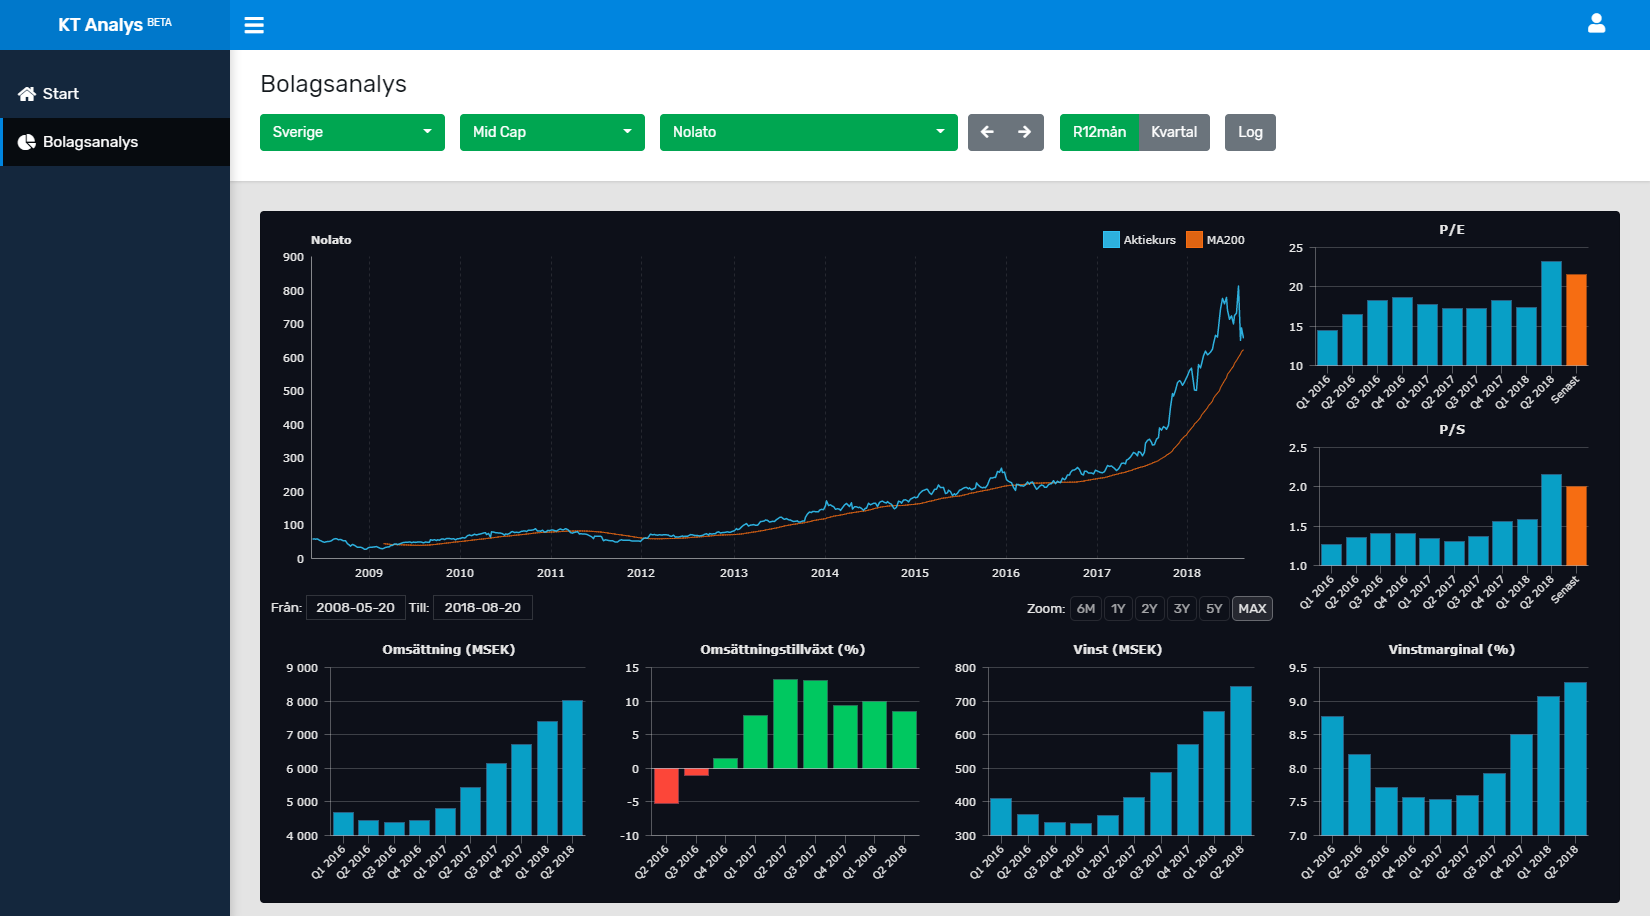 KT Analys BETA
Start
Bolagsanalys
Bolagsanalys
Sverige
Mid Cap
Nolato
R12mån
Kvartal
Log
Nolato
Aktiekurs
MA200
900
800
700
600
500
400
300
200
100
0
2009 2010 2011 2012 2013 2014 2015 2016 2017 2018
Från: 2008-05-20 Till: 2018-08-20
Zoom: 6M 1Y 2Y 3Y 5Y MAX
P/E
25
20
15
10
Q1 2016 Q2 2016 Q3 2016 Q4 2016 Q1 2017 Q2 2017 Q3 2017 Q4 2017 Q1 2018 Q2 2018 Senast
P/S
2.5
2.0
1.5
1.0
Q1 2016 Q2 2016 Q3 2016 Q4 2016 Q1 2017 Q2 2017 Q3 2017 Q4 2017 Q1 2018 Q2 2018 Senast
Omsättning (MSEK)
9 000
8 000
7 000
6 000
5 000
4 000
Q1 2016 Q2 2016 Q3 2016 Q4 2016 Q1 2017 Q2 2017 Q3 2017 Q4 2017 Q1 2018 Q2 2018
Omsättningstillväxt (%)
15
10
5
0
-5
-10
Q2 2016 Q3 2016 Q4 2016 Q1 2017 Q2 2017 Q3 2017 Q4 2017 Q1 2018 Q2 2018
Vinst (MSEK)
800
700
600
500
400
300
Q1 2016 Q2 2016 Q3 2016 Q4 2016 Q1 2017 Q2 2017 Q3 2017 Q4 2017 Q1 2018 Q2 2018
Vinstmarginal (%)
9.5
9.0
8.5
8.0
7.5
7.0
Q1 2016 Q2 2016 Q3 2016 Q4 2016 Q1 2017 Q2 2017 Q3 2017 Q4 2017 Q1 2018 Q2 2018